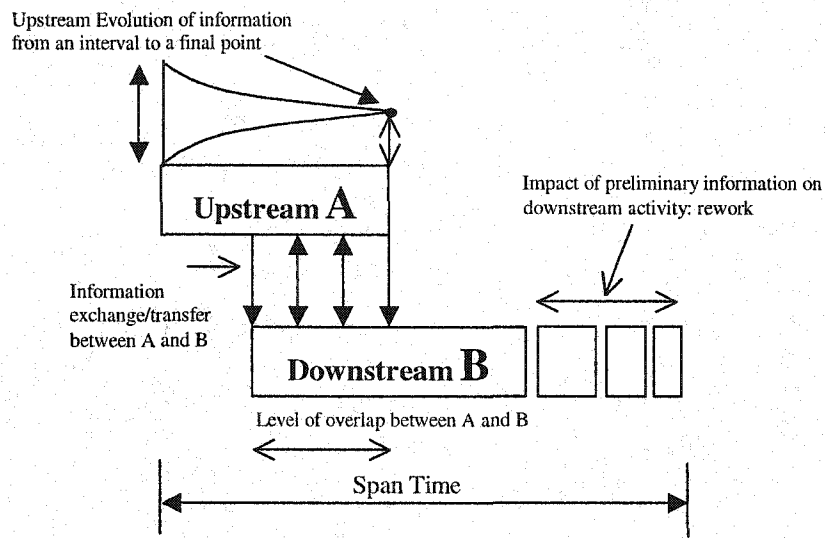 Upstream Evolution of information
from an interval to a final point
Upstream A
Impact of preliminary information on
downstream activity: rework
Information
exchange/transfer
between A and B
Downstream B
Level of overlap between A and B
Span Time